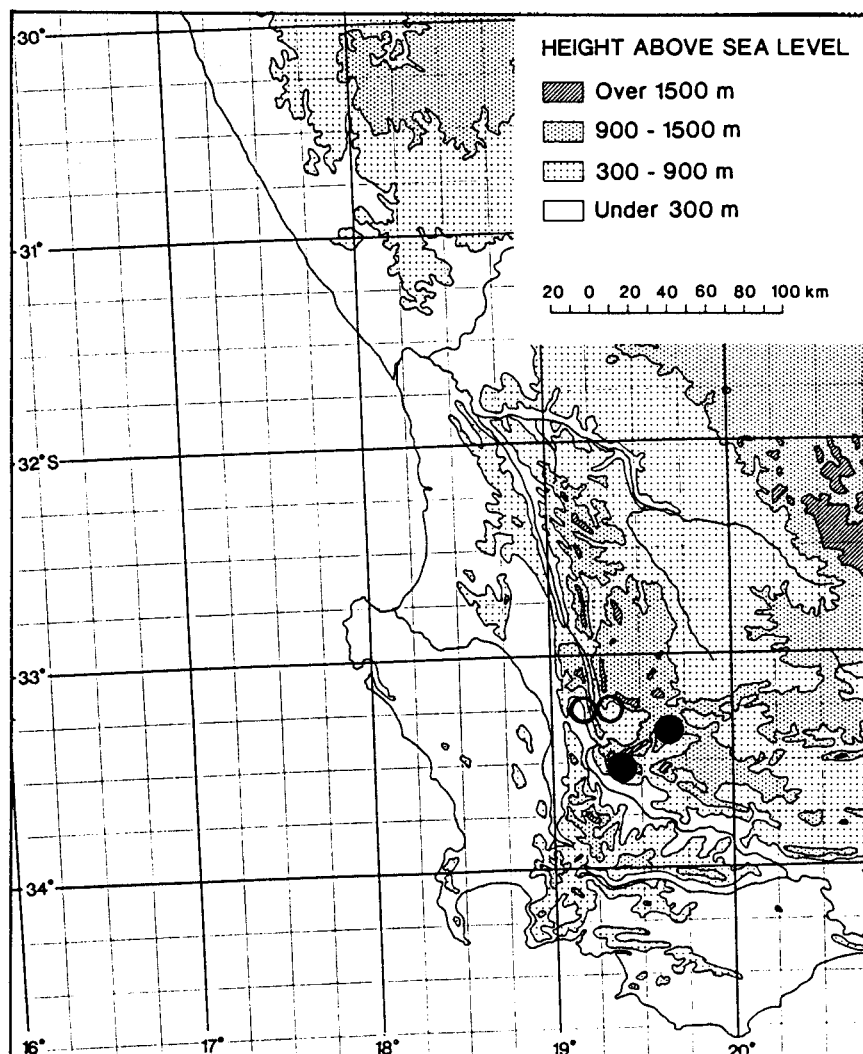 HEIGHT ABOVE SEA LEVEL
Over 1500 m
900 - 1500 m
300 - 900 m
Under 300 m
20 0 20 40 60 80 100 km
30°
31°
32°S
33°
34°
16° 17° 18° 19° 20°